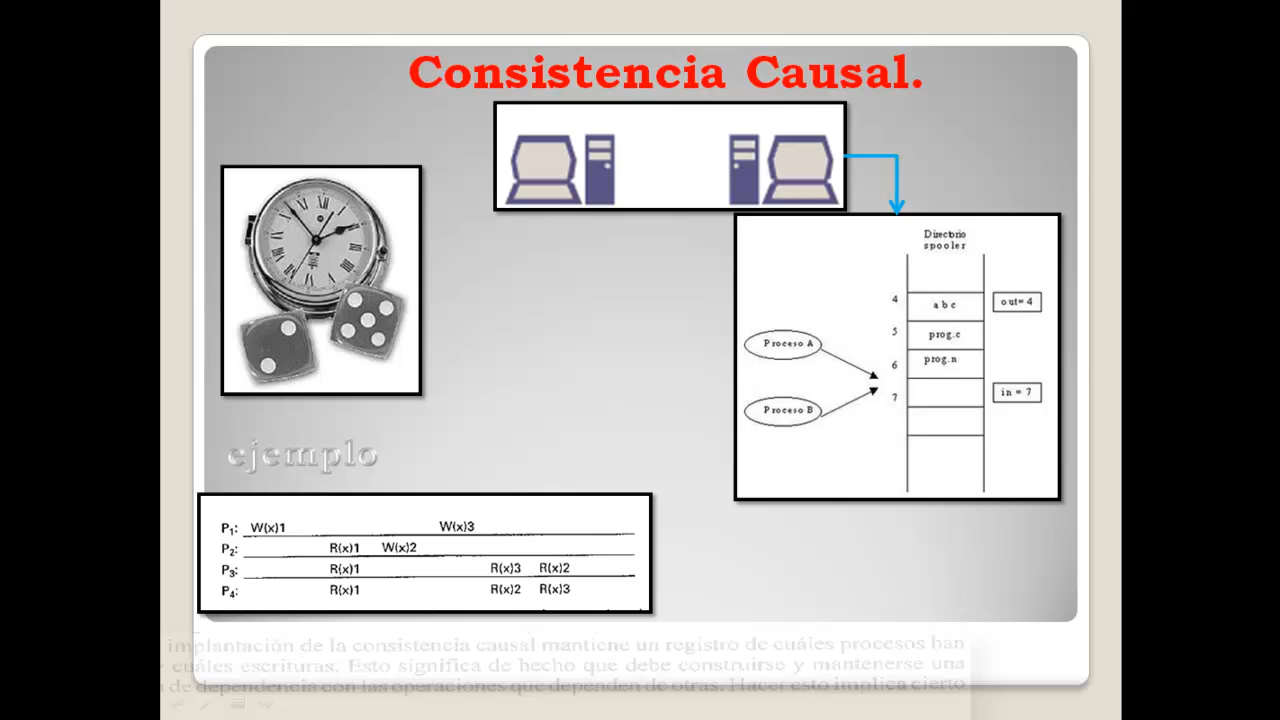 Consistencia Causal.
Directorio
spooler
4
a b c
out= 4
5
prog.c
Proceso A
6
prog.n
7
in = 7
Proceso B
ejemplo
P1: W(x)1 W(x)3
P2: R(x)1 W(x)2
P3: R(x)1 R(x)3 R(x)2
P4: R(x)1 R(x)2 R(x)3
implantación de la consistencia causal mantiene un registro de cuáles procesos han
cuáles escrituras. Esto significa de hecho que debe construirse y mantenerse una
de dependencia con las operaciones que dependen de otras. Hacer esto implica cierto